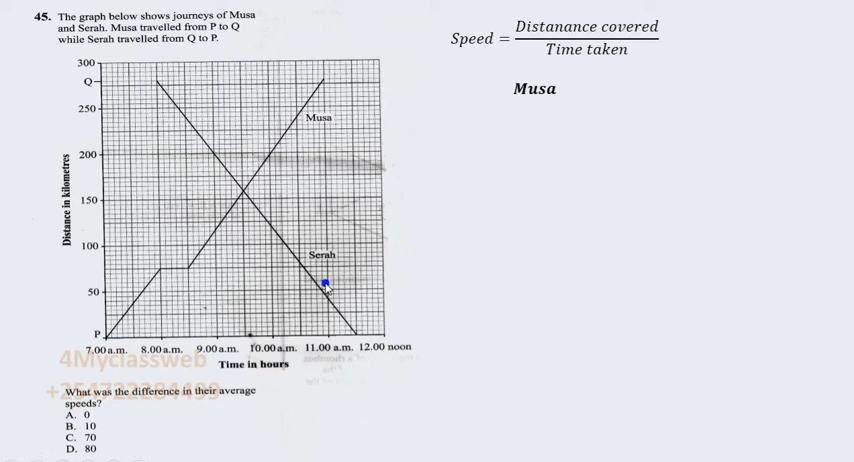 45. The graph below shows journeys of Musa
and Serah. Musa travelled from P to Q
while Serah travelled from Q to P.
Speed = Distanance covered
Time taken
Musa
300
Q
250
Musa
200
Distance in kilometres
150
100
Serah
50
P
7.00 a.m. 8.00 a.m. 9.00 a.m. 10.00 a.m. 11.00 a.m. 12.00 noon
4Myclassweb
Time in hours
What was the difference in their average
speeds?
A. 0
B. 10
C. 70
D. 80